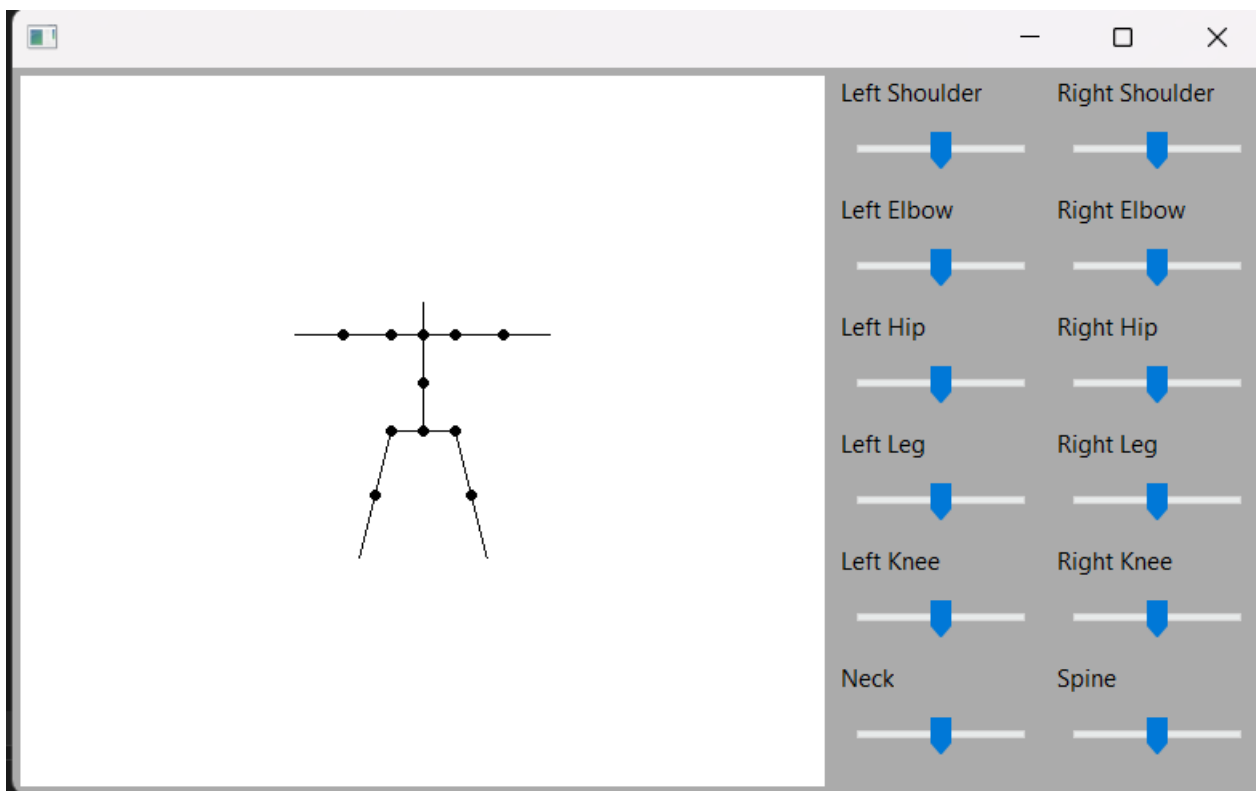 Left Shoulder Right Shoulder
Left Elbow Right Elbow
Left Hip Right Hip
Left Leg Right Leg
Left Knee Right Knee
Neck Spine